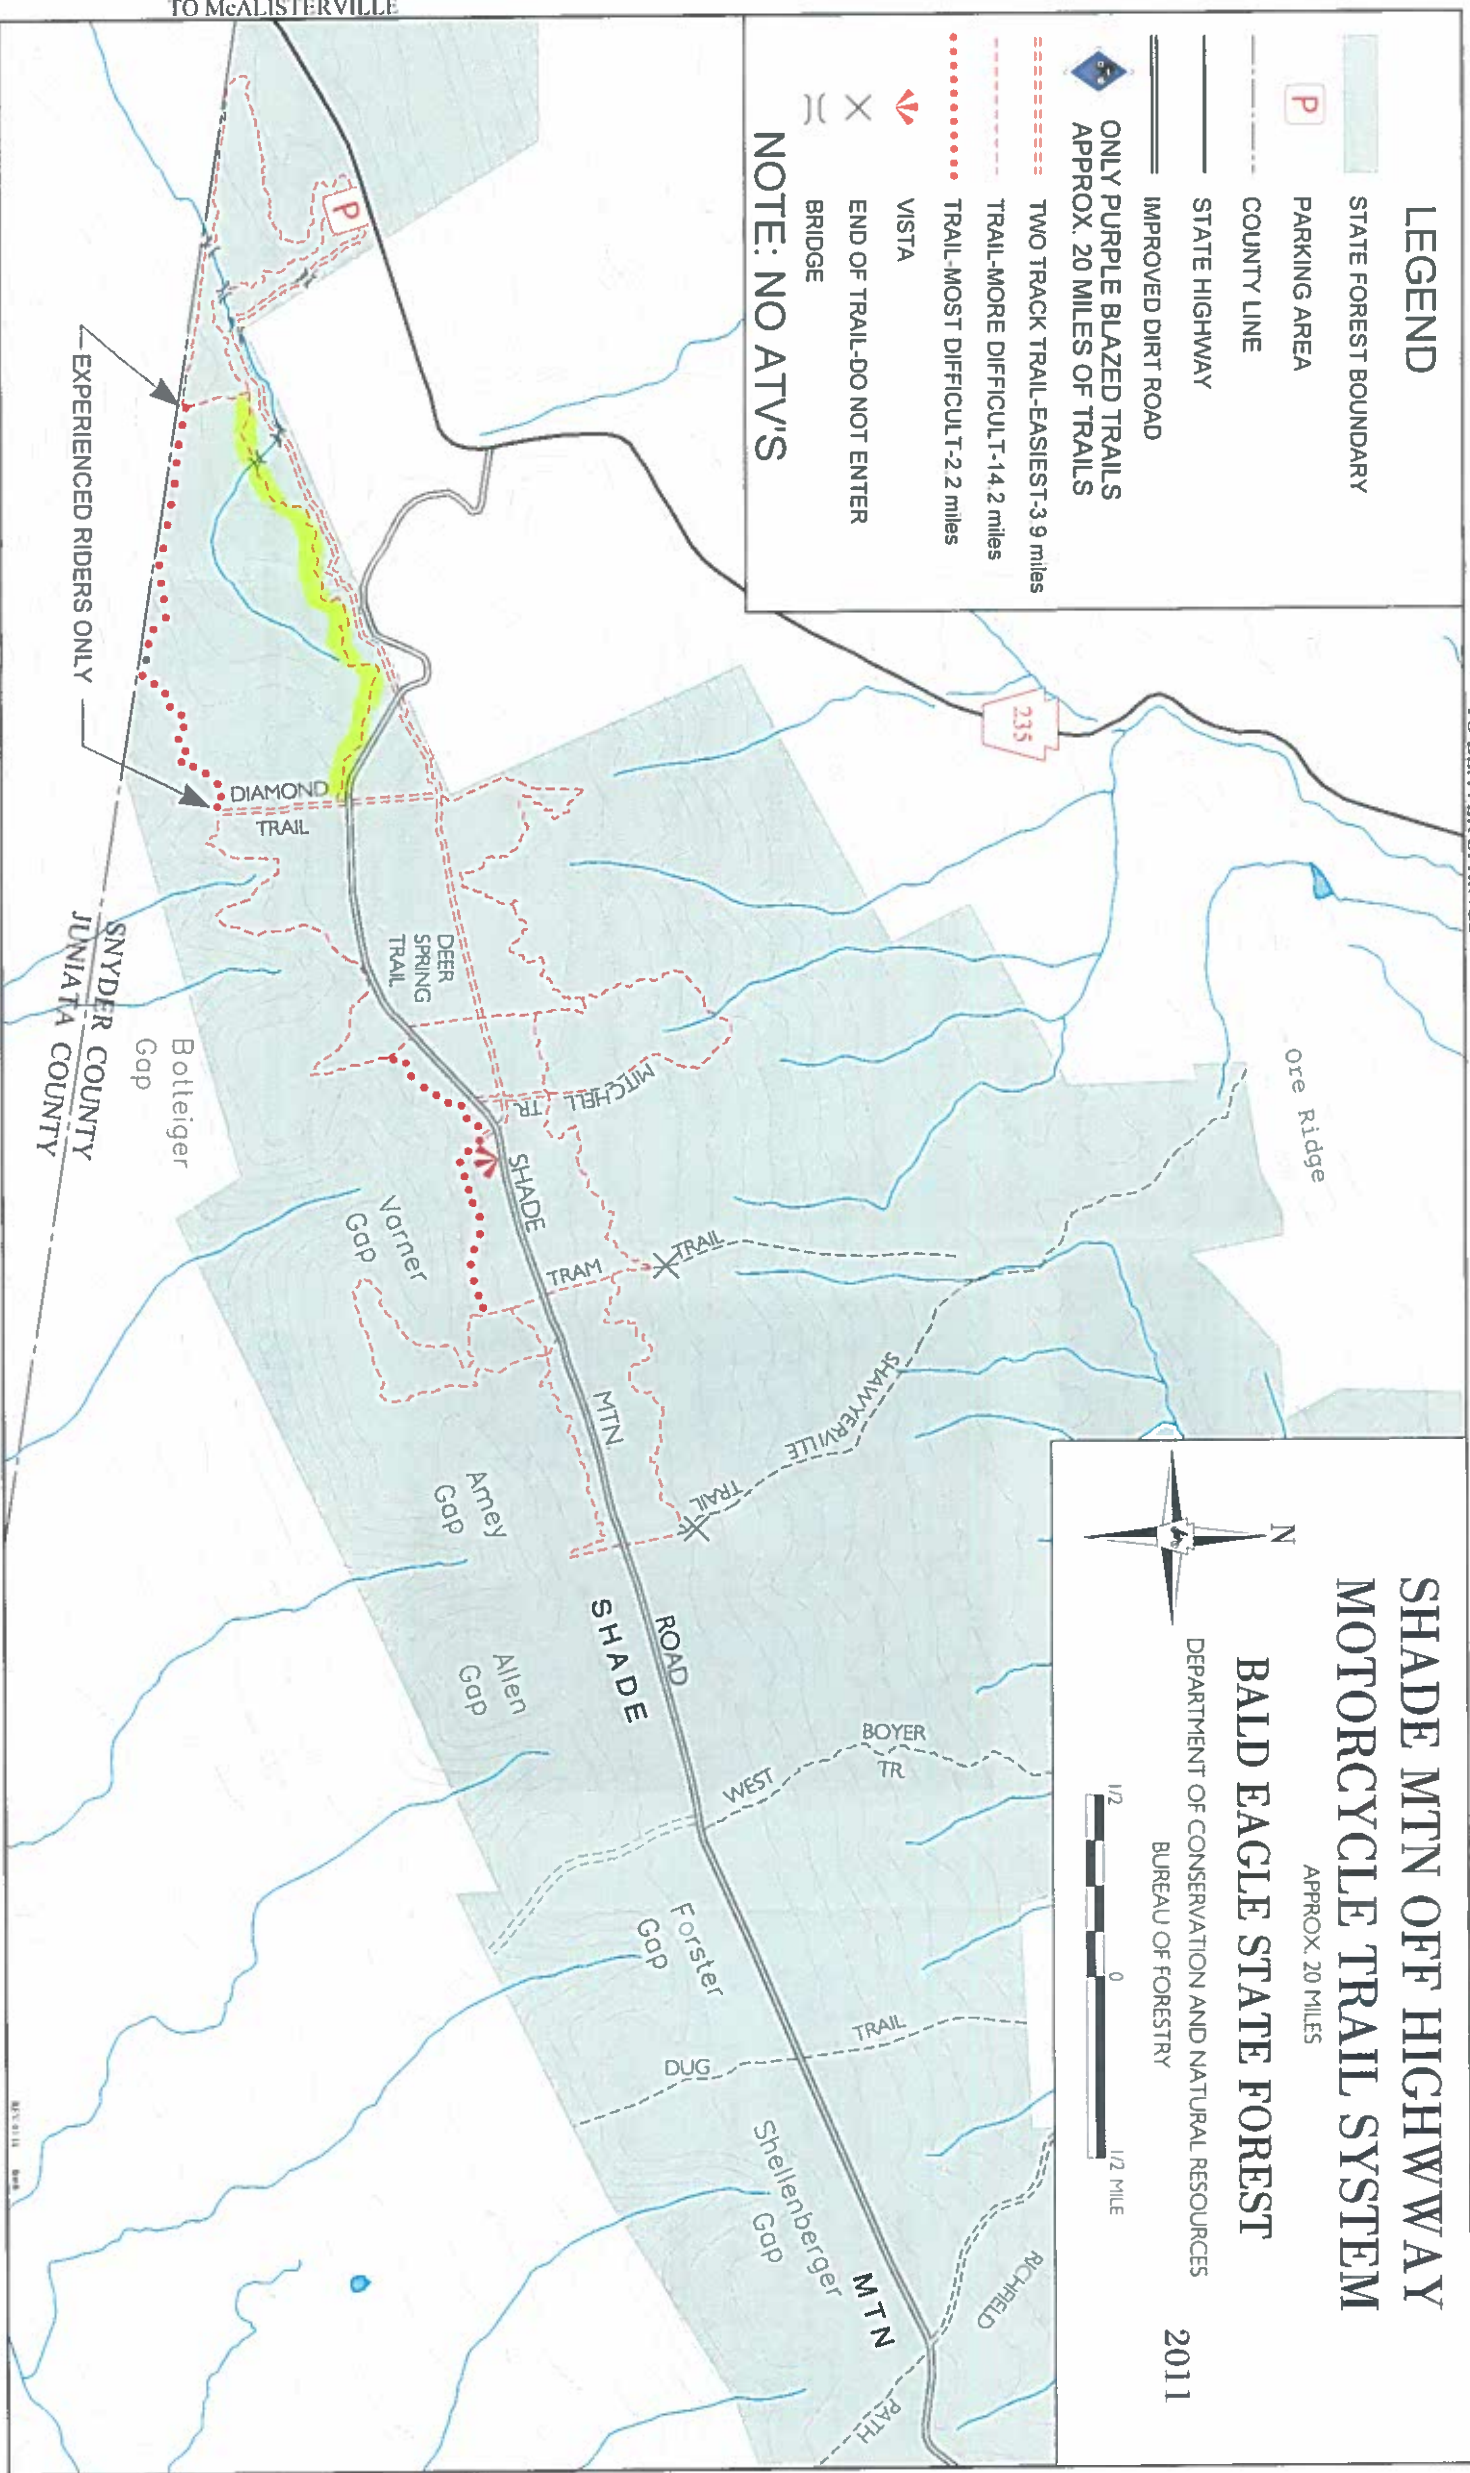 TO McALISTERVILLE
LEGEND
STATE FOREST BOUNDARY
P PARKING AREA
COUNTY LINE
STATE HIGHWAY
IMPROVED DIRT ROAD
ONLY PURPLE BLAZED TRAILS
APPROX. 20 MILES OF TRAILS
TWO TRACK TRAIL-EASIEST-3.9 miles
TRAIL-MORE DIFFICULT-14.2 miles
TRAIL-MOST DIFFICULT-2.2 miles
VISTA
END OF TRAIL-DO NOT ENTER
BRIDGE
NOTE: NO ATV'S
SHADE MTN OFF HIGHWWAY
MOTORCYCLE TRAIL SYSTEM
APPROX. 20 MILES
BALD EAGLE STATE FOREST
DEPARTMENT OF CONSERVATION AND NATURAL RESOURCES
BUREAU OF FORESTRY
2011
N
1/2
0
1/2 MILE
P
235
Ore Ridge
EXPERIENCED RIDERS ONLY
DIAMOND
TRAIL
DEER
SPRING
TRAIL
MITCHELL TR.
SNYDER COUNTY
JUNIATA COUNTY
Botteiger
Gap
Varner
Gap
SHADE
MTN.
ROAD
TRAM
TRAIL
SHAWYERVILLE
TRAIL
Amey
Gap
Allen
Gap
SHADE
MTN
WEST
BOYER
TR
Forster
Gap
DUG
TRAIL
Shellenberger
Gap
RICHFIELD
PATH